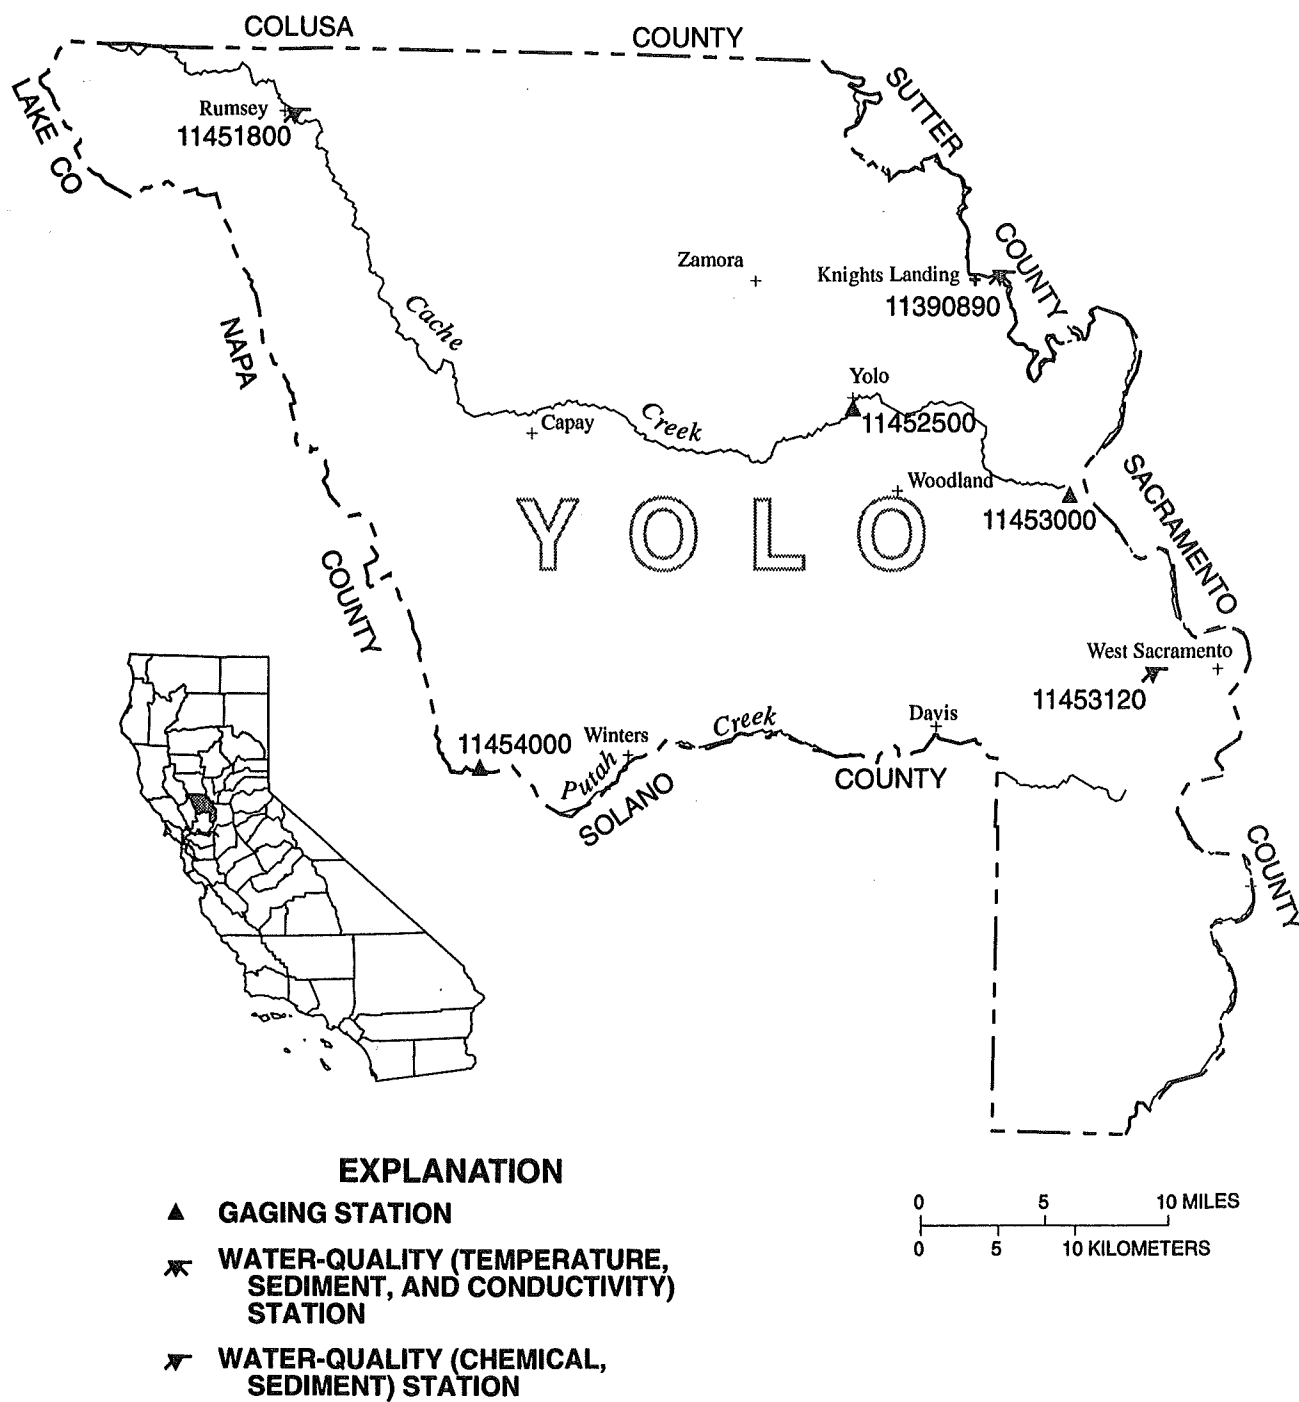 COLUSA COUNTY
LAKE CO
SUTTER
COUNTY
Rumsey
11451800
Zamora
Knights Landing
11390890
NAPA
COUNTY
Cache
Creek
Yolo
11452500
Capay
Woodland
YOLO
11453000
SACRAMENTO
COUNTY
West Sacramento
11453120
Davis
11454000
Winters
Putah
Creek
SOLANO
COUNTY
EXPLANATION
GAGING STATION
WATER-QUALITY (TEMPERATURE,
SEDIMENT, AND CONDUCTIVITY)
STATION
WATER-QUALITY (CHEMICAL,
SEDIMENT) STATION
0 5 10 MILES
0 5 10 KILOMETERS